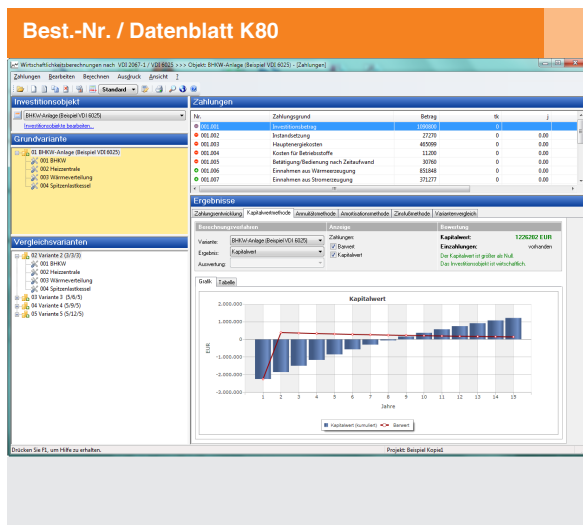 Best.-Nr. / Datenblatt K80
Wirtschaftlichkeitsberechnungen nach VDI 2067-1 / VDI 6025 >>> Objekt: BHKW-Anlage (Beispiel VDI 6025) - [Zahlungen]
Zahlungen Bearbeiten Berechnen Ausdruck Ansicht ?
Standard
Investitionsobjekt
BHKW-Anlage (Beispiel VDI 6025)
Investitionsobjekte bearbeiten...
Grundvariante
01 BHKW-Anlage (Beispiel VDI 6025)
001 BHKW
002 Heizzentrale
003 Wärmeverteilung
004 Spitzenlastkessel
Vergleichsvarianten
02 Variante 2 (3/3/3)
001 BHKW
002 Heizzentrale
003 Wärmeverteilung
004 Spitzenlastkessel
03 Variante 3 (5/6/5)
04 Variante 4 (5/9/5)
05 Variante 5 (5/12/5)
Zahlungen
Nr. Zahlungsgrund Betrag tk j
001.001 Investitionsbetrag 1090000 0
001.002 Instandsetzung 27270 0 0.00
001.003 Hauptenergiekosten 465099 0 0.00
001.004 Kosten für Betriebsstoffe 11200 0 0.00
001.005 Betätigung/Bedienung nach Zeitaufwand 30760 0 0.00
001.006 Einnahmen aus Wärmeerzeugung 851848 0 0.00
001.007 Einnahmen aus Stromerzeugung 371277 0 0.00
Ergebnisse
Zahlungsentwicklung Kapitalwertmethode Annuitätsmethode Amortisationsmethode Zinsfußmethode Variantenvergleich
Berechnungsverfahren Anzeige Bewertung
Variante: BHKW-Anlage (Beispiel VDI 6025) Zahlungen: Kapitalwert: 1226202 EUR
Ergebnis: Kapitalwert Barwert Einzahlungen: vorhanden
Auswertung: Kapitalwert Der Kapitalwert ist größer als Null.
Das Investitionsobjekt ist wirtschaftlich.
Grafik Tabelle
Kapitalwert
2.000.000
1.000.000
0
-1.000.000
-2.000.000
-3.000.000
EUR
1 2 3 4 5 6 7 8 9 10 11 12 13 14 15
Jahre
Kapitalwert (kumuliert) Barwert
Drücken Sie F1, um Hilfe zu erhalten. Projekt: Beispiel Kopie1